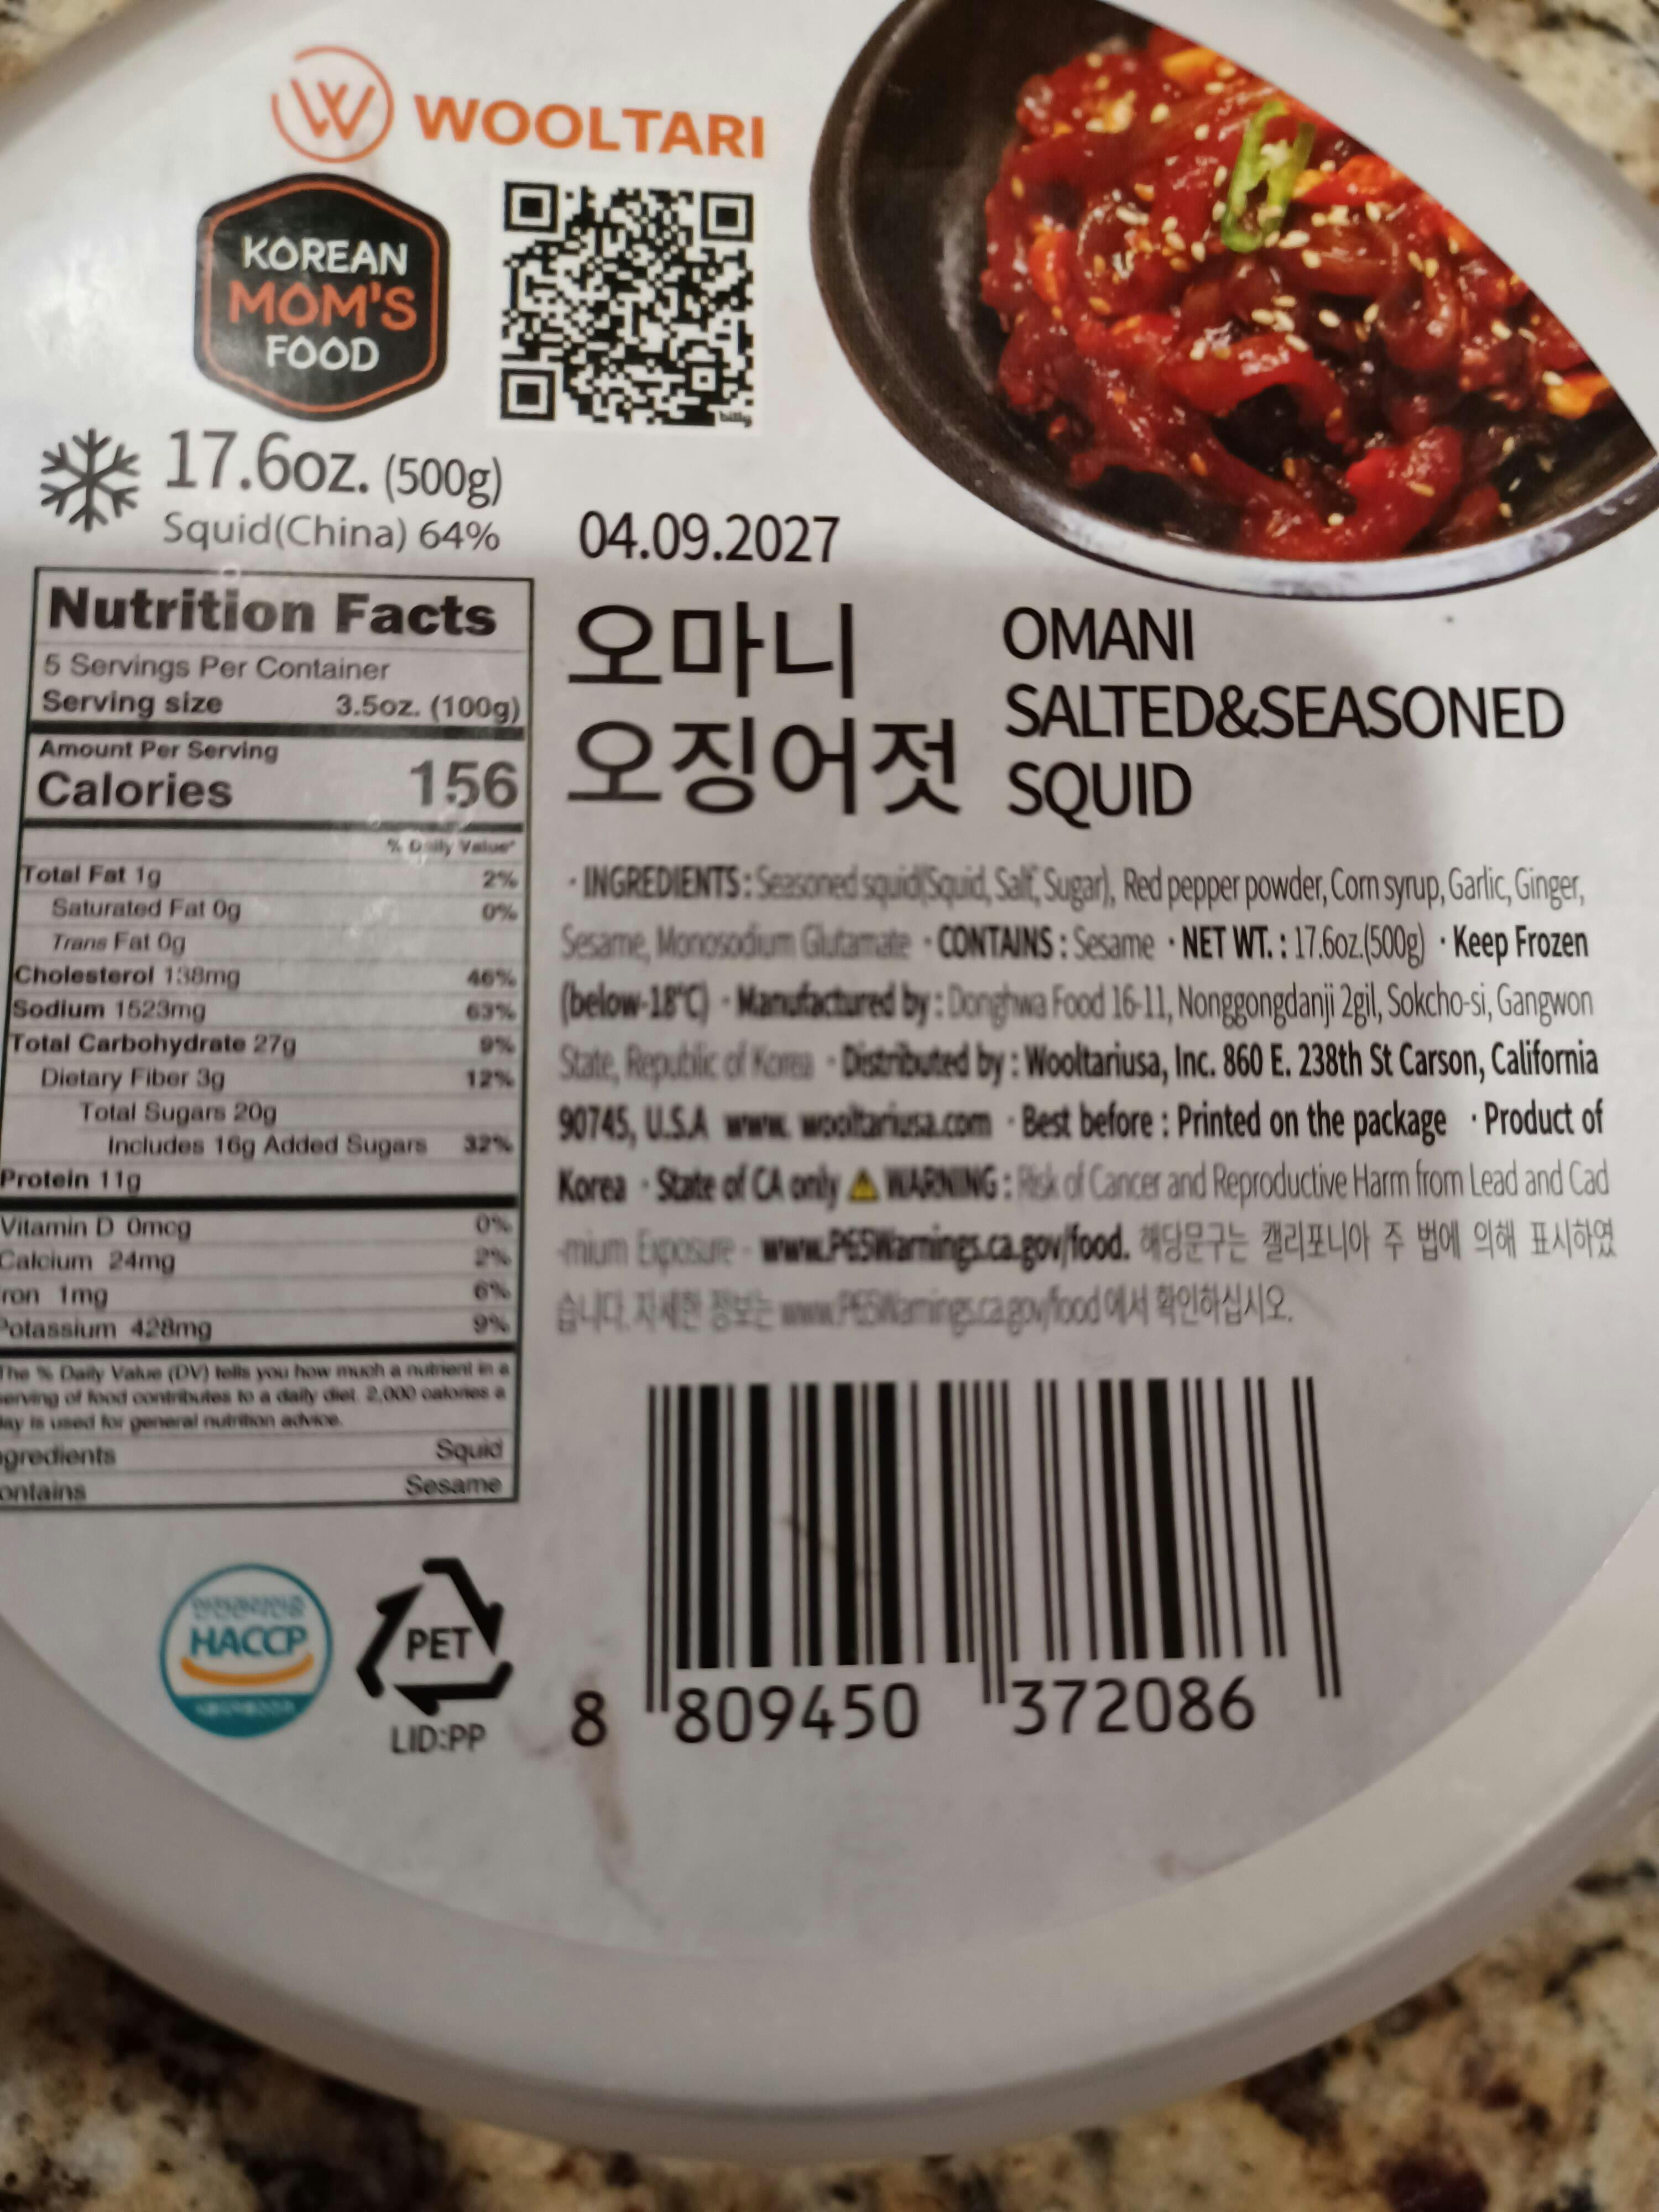 WOOLTARI
KOREAN
MOM'S
FOOD
bitly
17.6oz. (500g)
Squid(China) 64%
04.09.2027
Nutrition Facts
5 Servings Per Container
Serving size 3.5oz. (100g)
Amount Per Serving
Calories 156
% Daily Value*
Total Fat 1g 2%
Saturated Fat 0g 0%
Trans Fat 0g
Cholesterol 138mg 46%
Sodium 1523mg 63%
Total Carbohydrate 27g 9%
Dietary Fiber 3g 12%
Total Sugars 20g
Includes 16g Added Sugars 32%
Protein 11g
Vitamin D 0mcg 0%
Calcium 24mg 2%
ron 1mg 6%
Potassium 428mg 9%
The % Daily Value (DV) tells you how much a nutrient in a
erving of food contributes to a daily diet. 2,000 calories a
day is used for general nutrition advice.
gredients Squid
ontains Sesame
오마니
오징어젓
OMANI
SALTED&SEASONED
SQUID
· INGREDIENTS : Seasoned squid(Squid, Salt, Sugar), Red pepper powder, Corn syrup, Garlic, Ginger,
Sesame, Monosodium Glutamate · CONTAINS : Sesame · NET WT. : 17.6oz.(500g) · Keep Frozen
(below-18°C) · Manufactured by : Donghwa Food 16-11, Nonggongdanji 2gil, Sokcho-si, Gangwon
State, Republic of Korea · Distributed by : Wooltariusa, Inc. 860 E. 238th St Carson, California
90745, U.S.A www. wooltariusa.com · Best before : Printed on the package · Product of
Korea · State of CA only ⚠ WARNING : Risk of Cancer and Reproductive Harm from Lead and Cad
-mium Exposure - www.P65Warnings.ca.gov/food. 해당문구는 캘리포니아 주 법에 의해 표시하였
습니다. 자세한 정보는 www.P65Warnings.ca.gov/food 에서 확인하십시오.
안전관리인증
HACCP
PET
LID:PP
8 809450 372086